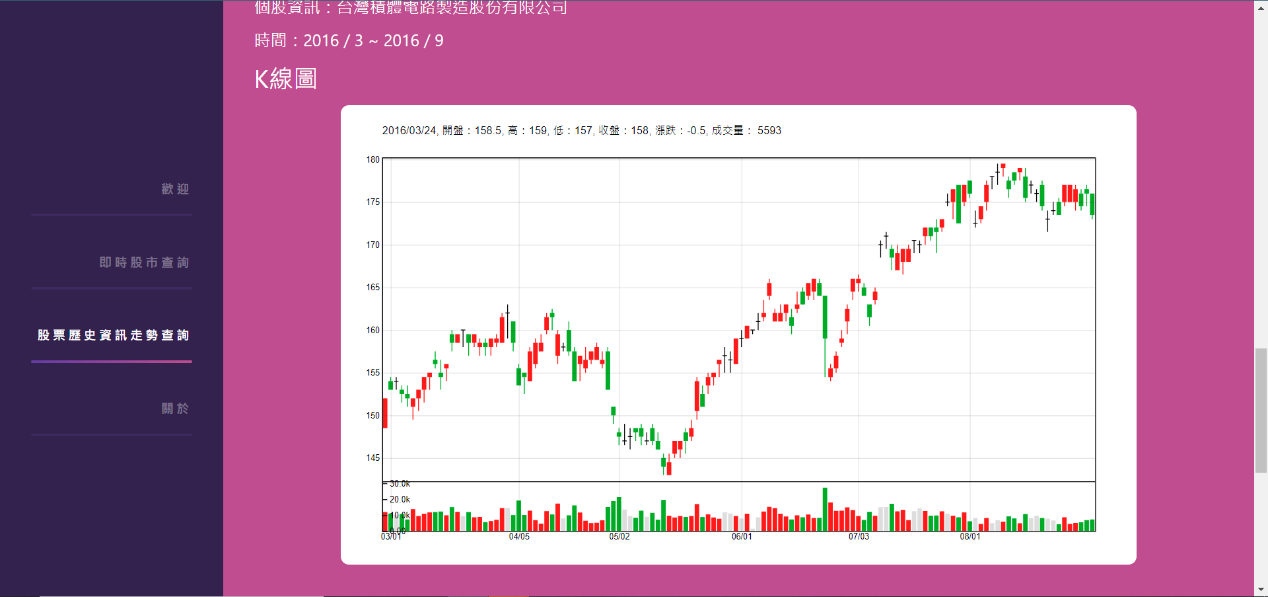 個股資訊：台灣積體電路製造股份有限公司
時間：2016 / 3 ~ 2016 / 9
K線圖
歡迎
即時股市查詢
股票歷史資訊走勢查詢
關於
2016/03/24, 開盤：158.5, 高：159, 低：157, 收盤：158, 漲跌：-0.5, 成交量： 5593
180
175
170
165
160
155
150
145
30.0k
20.0k
10.0k
0.00
03/01 04/05 05/02 06/01 07/03 08/01